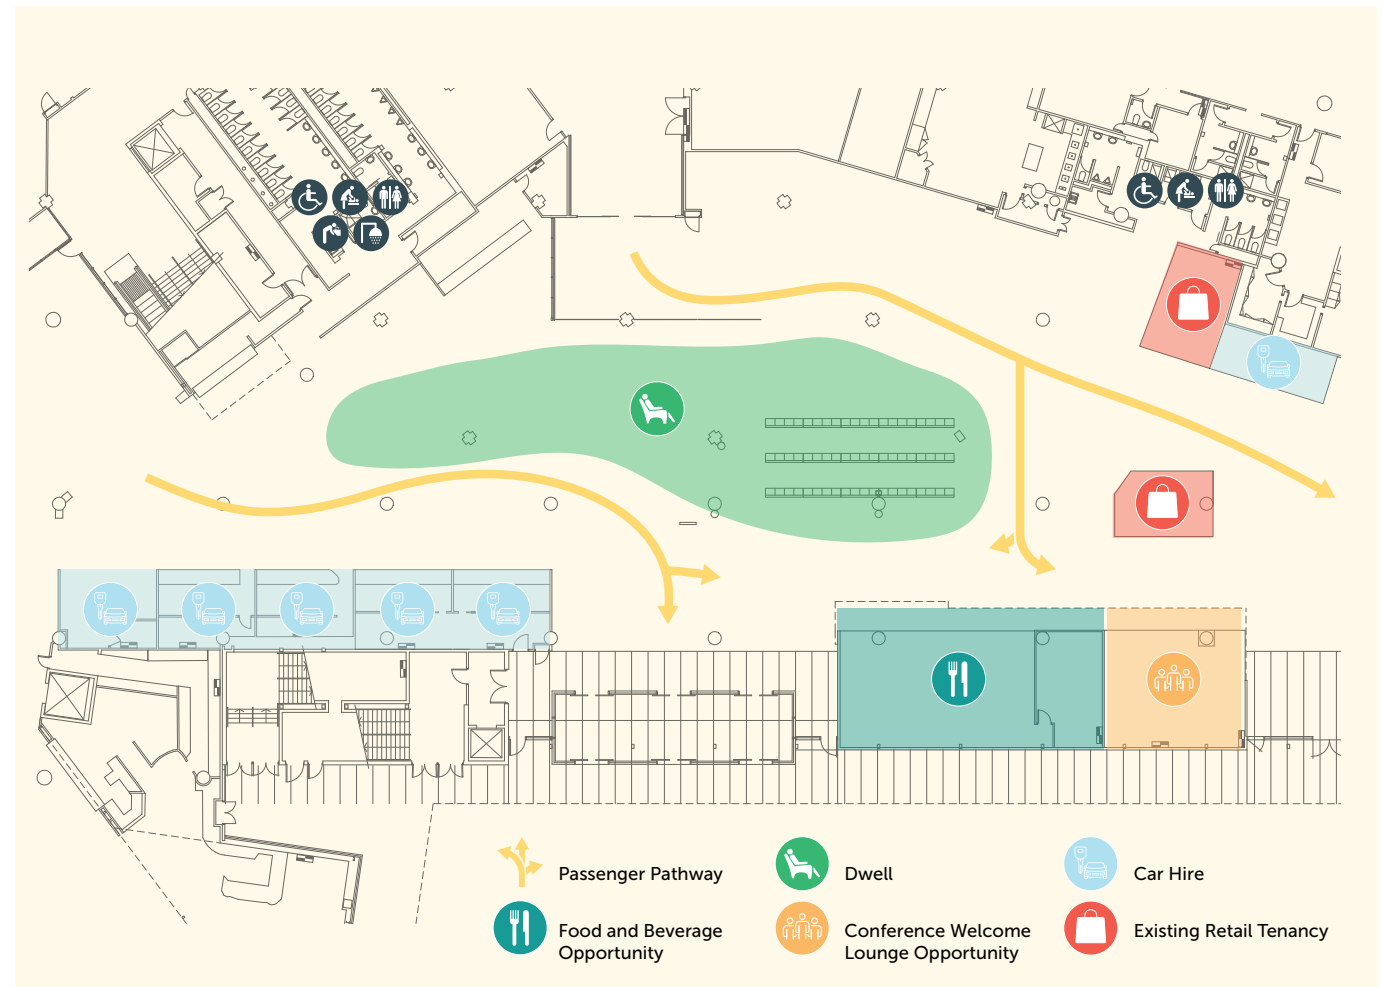 Passenger Pathway
Dwell
Car Hire
Food and Beverage
Opportunity
Conference Welcome
Lounge Opportunity
Existing Retail Tenancy